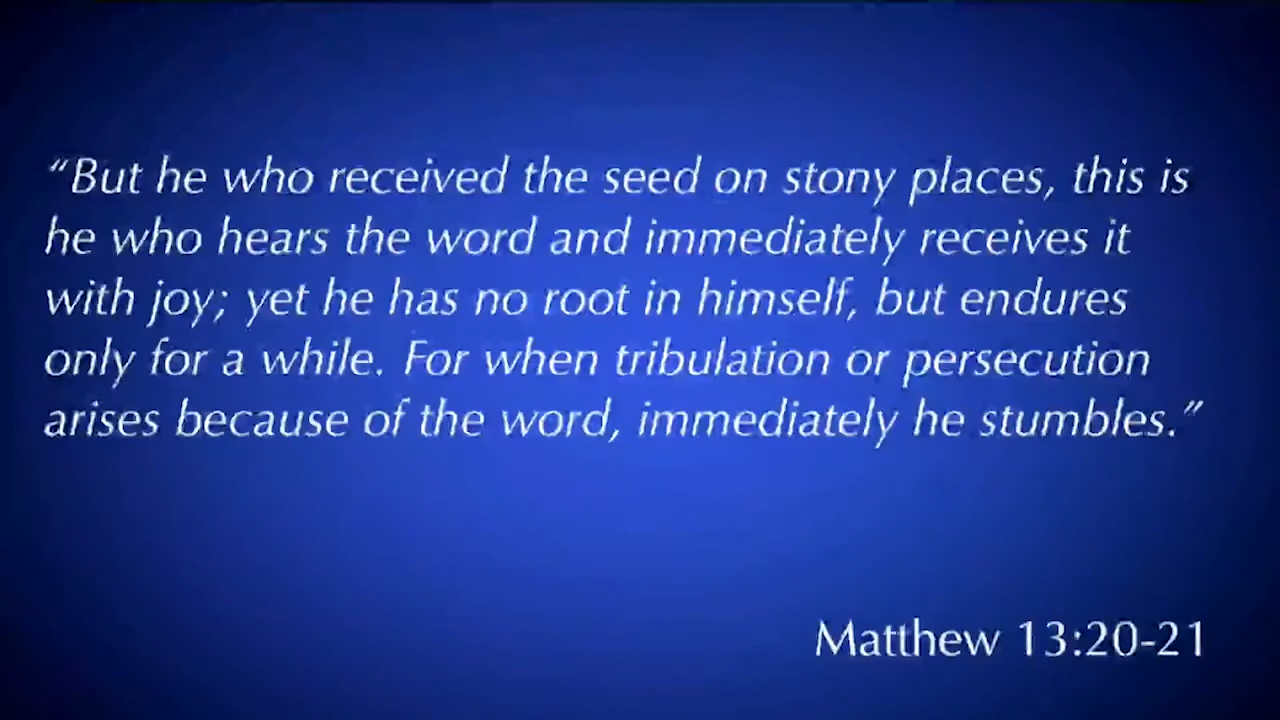 “But he who received the seed on stony places, this is
he who hears the word and immediately receives it
with joy; yet he has no root in himself, but endures
only for a while. For when tribulation or persecution
arises because of the word, immediately he stumbles.”
Matthew 13:20-21